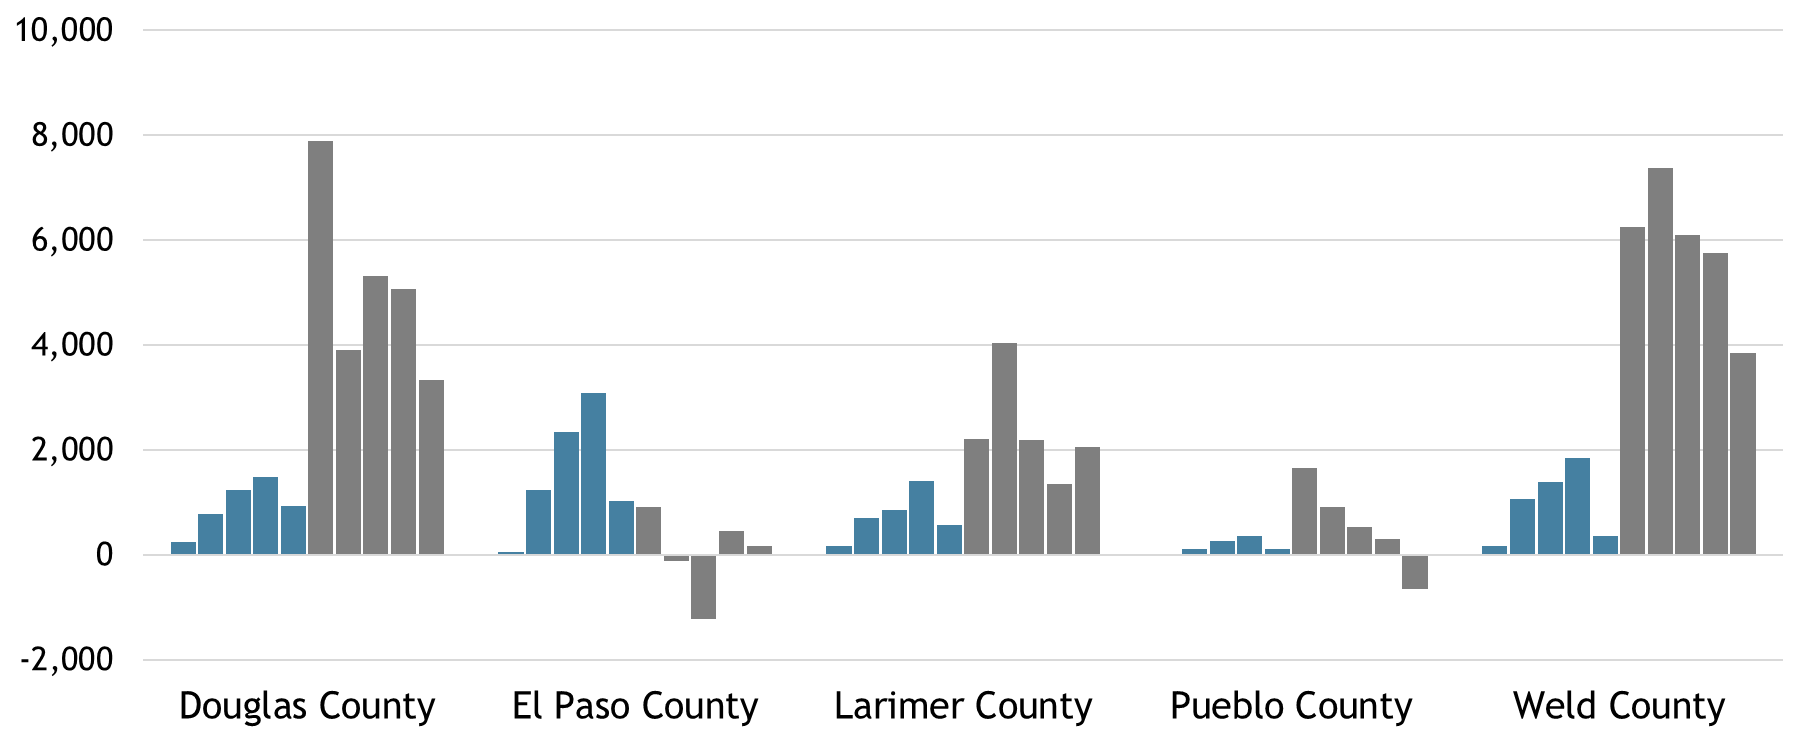 10,000
8,000
6,000
4,000
2,000
0
-2,000
Douglas County
El Paso County
Larimer County
Pueblo County
Weld County